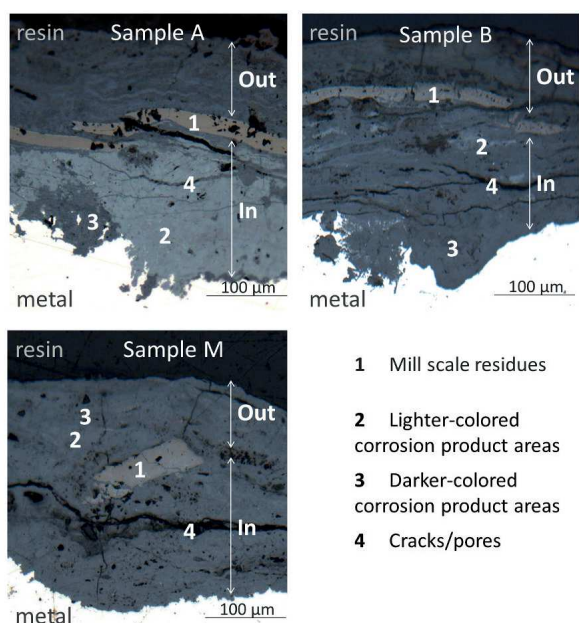 resin Sample A
Out
1
4
In
3
2
100 µm
metal
resin Sample B
Out
1
2
4
In
3
100 µm
metal
resin Sample M
3
2
Out
1
In
4
100 µm
metal
1 Mill scale residues
2 Lighter-colored
corrosion product areas
3 Darker-colored
corrosion product areas
4 Cracks/pores